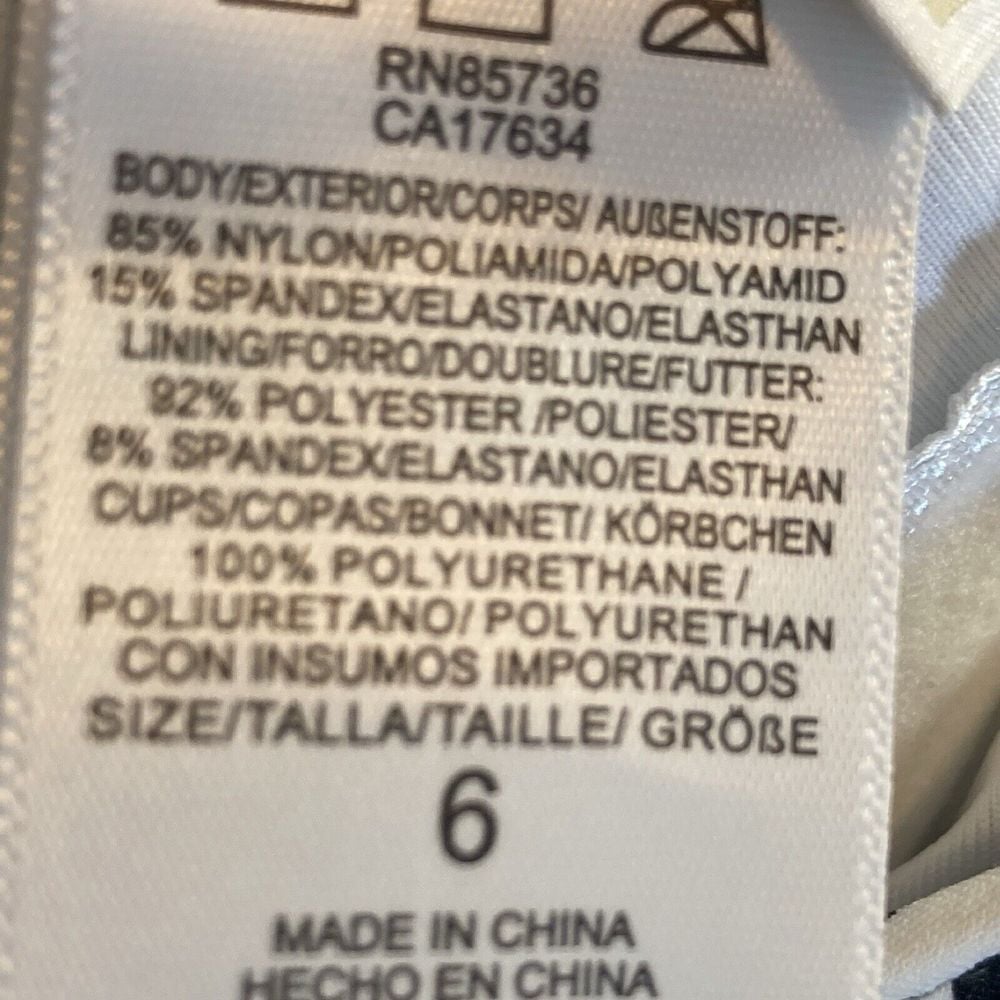 RN85736
CA17634
BODY/EXTERIOR/CORPS/ AUßENSTOFF:
85% NYLON/POLIAMIDA/POLYAMID
15% SPANDEX/ELASTANO/ELASTHAN
LINING/FORRO/DOUBLURE/FUTTER:
92% POLYESTER /POLIESTER/
8% SPANDEX/ELASTANO/ELASTHAN
CUPS/COPAS/BONNET/ KÖRBCHEN
100% POLYURETHANE /
POLIURETANO/ POLYURETHAN
CON INSUMOS IMPORTADOS
SIZE/TALLA/TAILLE/ GRÖßE
6
MADE IN CHINA
HECHO EN CHINA